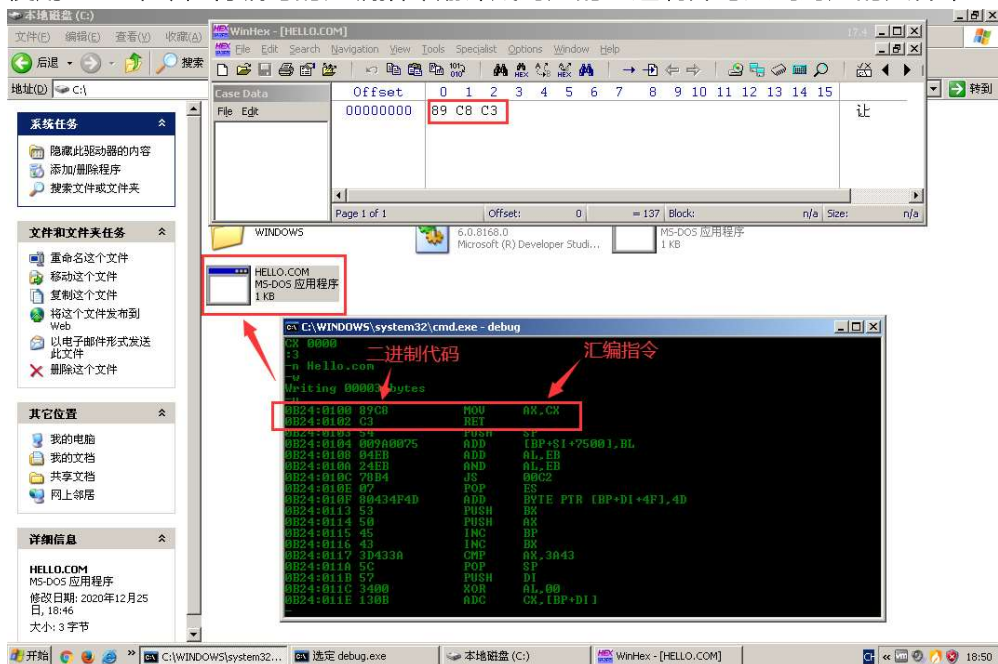 本地磁盘 (C:)
文件(F) 编辑(E) 查看(V) 收藏(A)
后退 搜索
地址(D) C:\
转到
WinHex - [HELLO.COM]
17.4
File Edit Search Navigation View Tools Specialist Options Window Help
Case Data
File Edit
Offset 0 1 2 3 4 5 6 7 8 9 10 11 12 13 14 15
00000000 89 C8 C3 让
Page 1 of 1 Offset: 0 = 137 Block: n/a Size: n/a
系统任务
隐藏此驱动器的内容
添加/删除程序
搜索文件或文件夹
文件和文件夹任务
重命名这个文件
移动这个文件
复制这个文件
将这个文件发布到
Web
以电子邮件形式发送
此文件
删除这个文件
其它位置
我的电脑
我的文档
共享文档
网上邻居
详细信息
HELLO.COM
MS-DOS 应用程序
修改日期: 2020年12月25
日, 18:46
大小: 3 字节
WINDOWS
6.0.8168.0
Microsoft (R) Developer Studi...
MS-DOS 应用程序
1 KB
HELLO.COM
MS-DOS 应用程序
1 KB
C:\WINDOWS\system32\cmd.exe - debug
CX 0000
:3
-n Hello.com
-w
Writing 00003 bytes
-u
二进制代码
汇编指令
0B24:0100 89C8 MOV AX,CX
0B24:0102 C3 RET
0B24:0103 54 PUSH SP
0B24:0104 009A0075 ADD [BP+SI+7500],BL
0B24:0108 04EB ADD AL,EB
0B24:010A 24EB AND AL,EB
0B24:010C 78B4 JS 00C2
0B24:010E 07 POP ES
0B24:010F 80434F4D ADD BYTE PTR [BP+DI+4F],4D
0B24:0113 53 PUSH BX
0B24:0114 50 PUSH AX
0B24:0115 45 INC BP
0B24:0116 43 INC BX
0B24:0117 3D433A CMP AX,3A43
0B24:011A 5C POP SP
0B24:011B 57 PUSH DI
0B24:011C 3400 XOR AL,00
0B24:011E 130B ADC CX,[BP+DI]
-
开始 C:\WINDOWS\system32... 选定 debug.exe 本地磁盘 (C:) WinHex - [HELLO.COM] CH 18:50